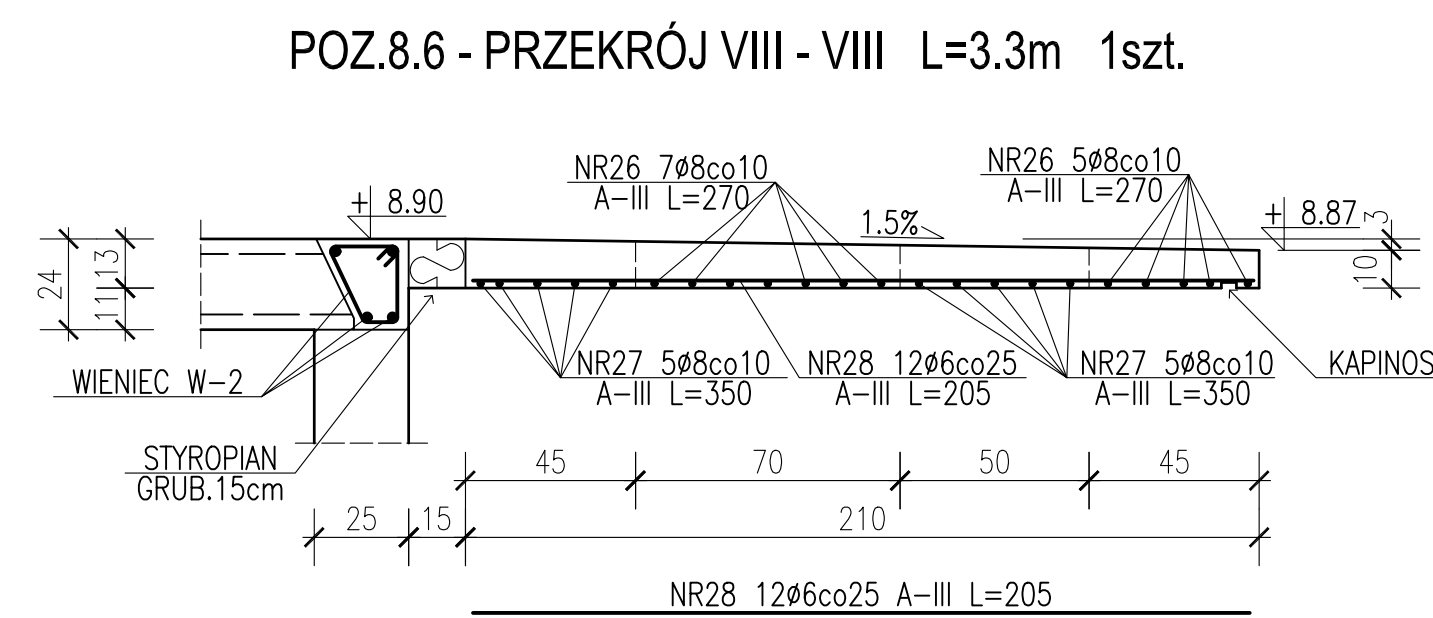 POZ.8.6 - PRZEKRÓJ VIII - VIII L=3.3m 1szt.
NR26 7ø8co10
A-III L=270
NR26 5ø8co10
A-III L=270
+ 8.90
1.5%
+ 8.87
3
10
24
13
11
NR27 5ø8co10
A-III L=350
NR28 12ø6co25
A-III L=205
NR27 5ø8co10
A-III L=350
KAPINOS
WIENIEC W-2
STYROPIAN
GRUB.15cm
45 70 50 45
25 15 210
NR28 12ø6co25 A-III L=205